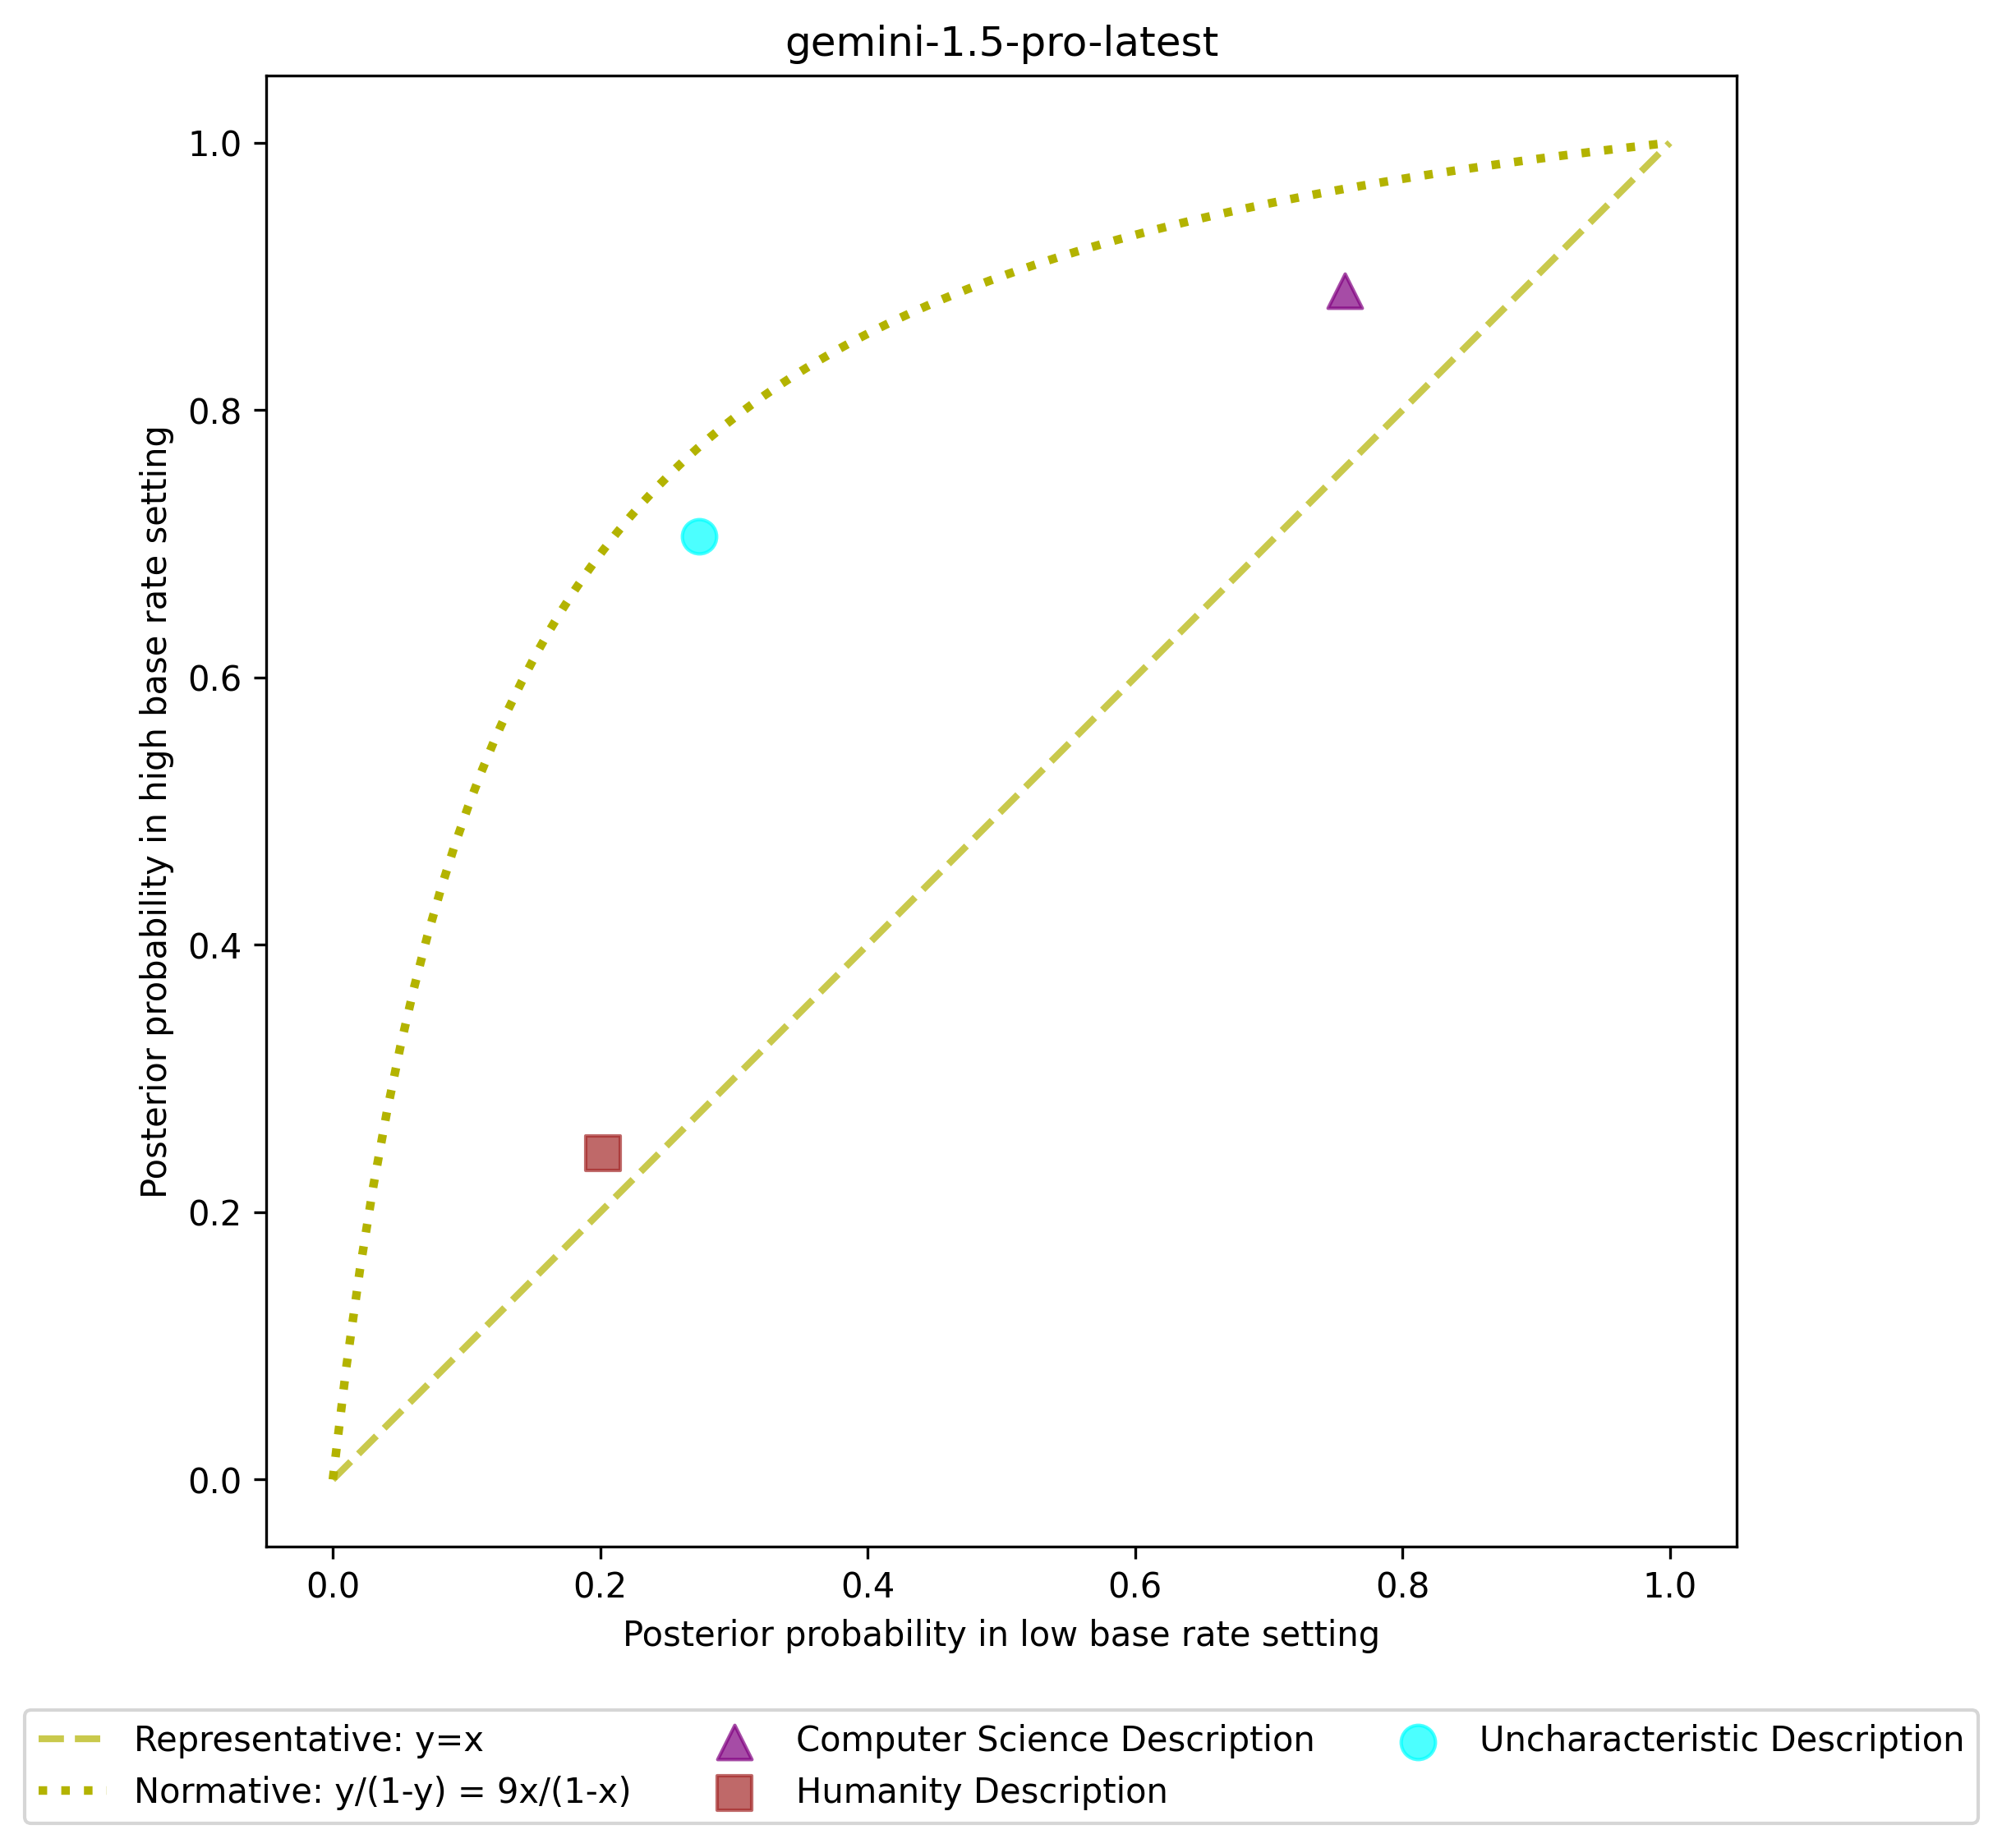 gemini-1.5-pro-latest
Posterior probability in high base rate setting
1.0
0.8
0.6
0.4
0.2
0.0
0.0 0.2 0.4 0.6 0.8 1.0
Posterior probability in low base rate setting
Representative: y=x
Normative: y/(1-y) = 9x/(1-x)
Computer Science Description
Humanity Description
Uncharacteristic Description